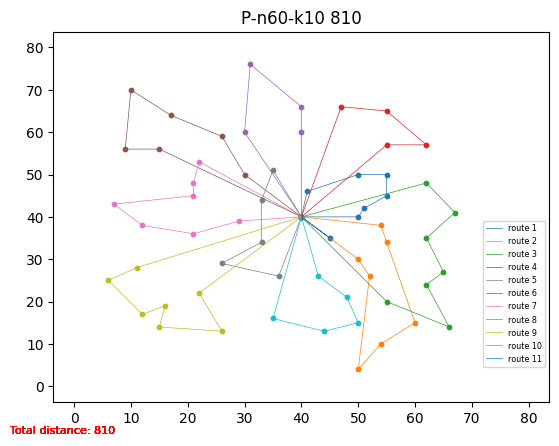 P-n60-k10 810
80
70
60
50
40
30
20
10
0
0 10 20 30 40 50 60 70 80
route 1
route 2
route 3
route 4
route 5
route 6
route 7
route 8
route 9
route 10
route 11
Total distance: 810